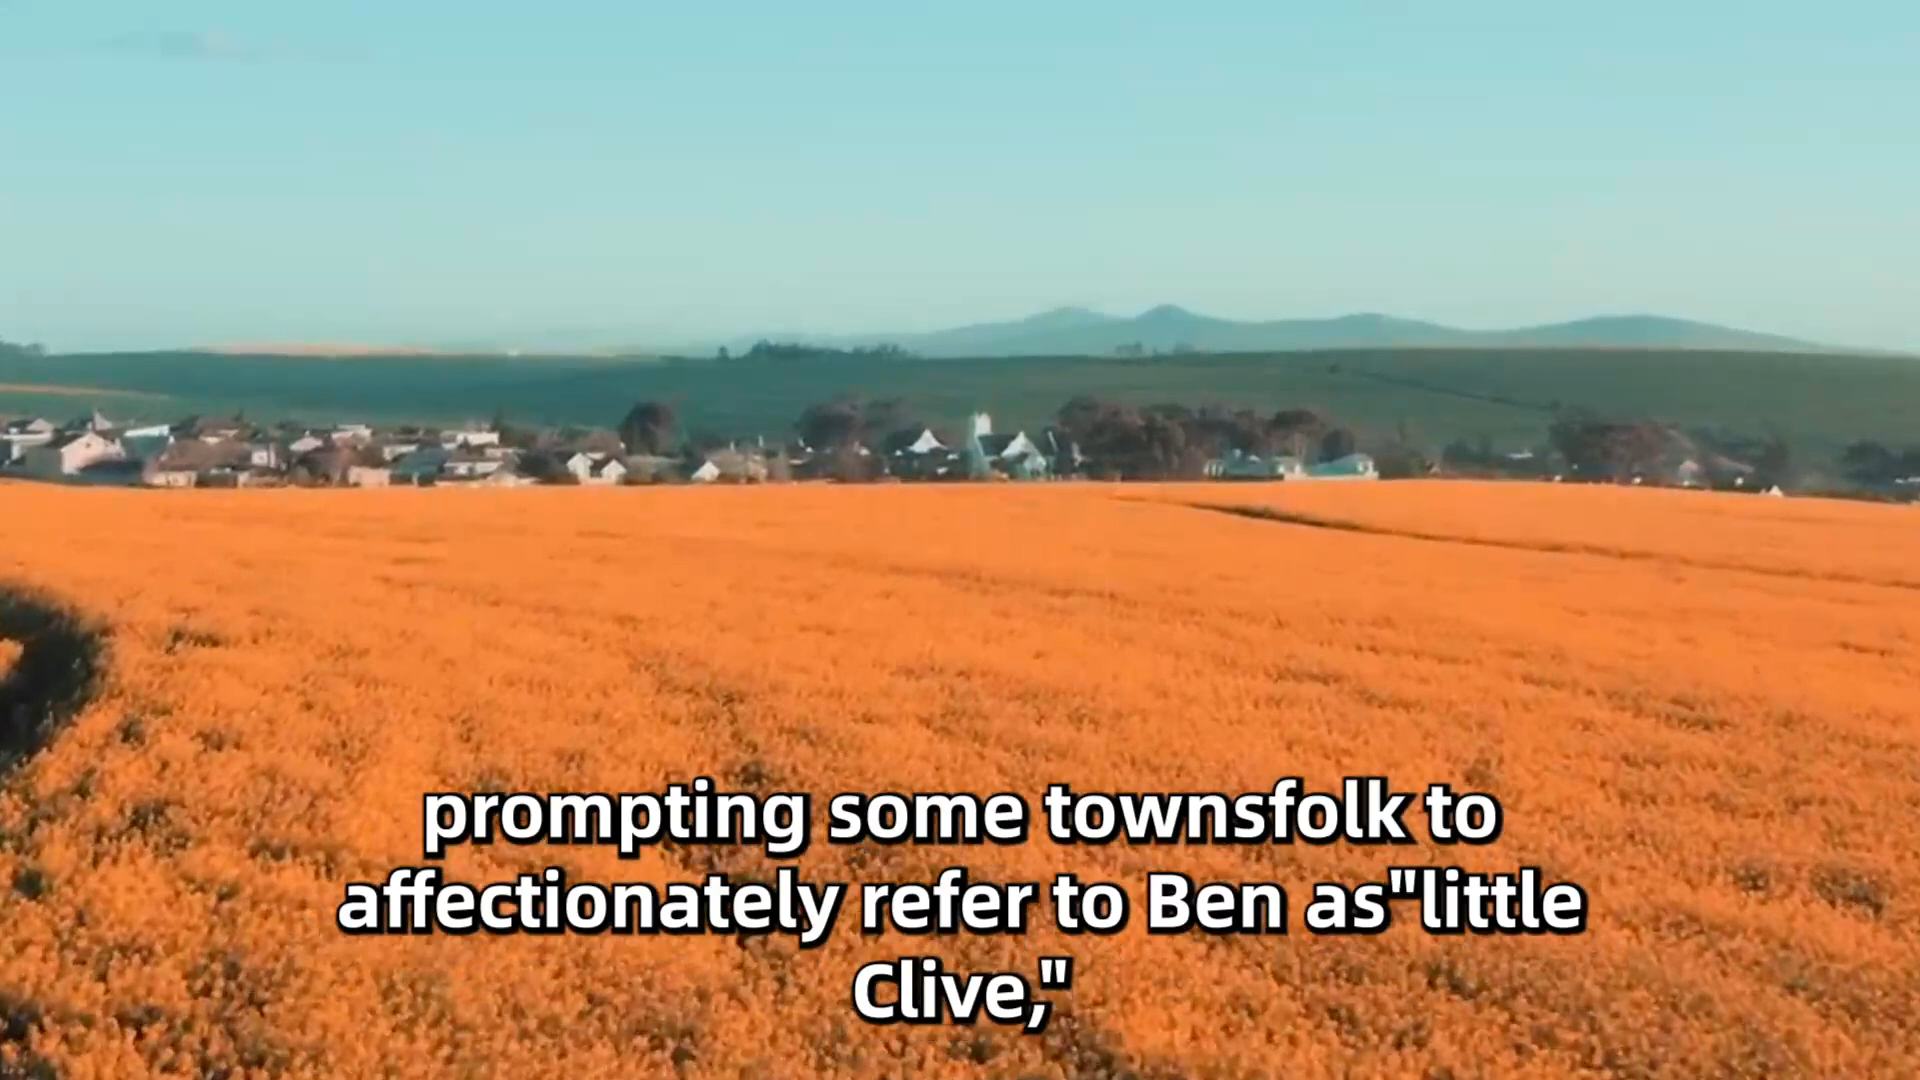 prompting some townsfolk to
affectionately refer to Ben as"little
Clive,"